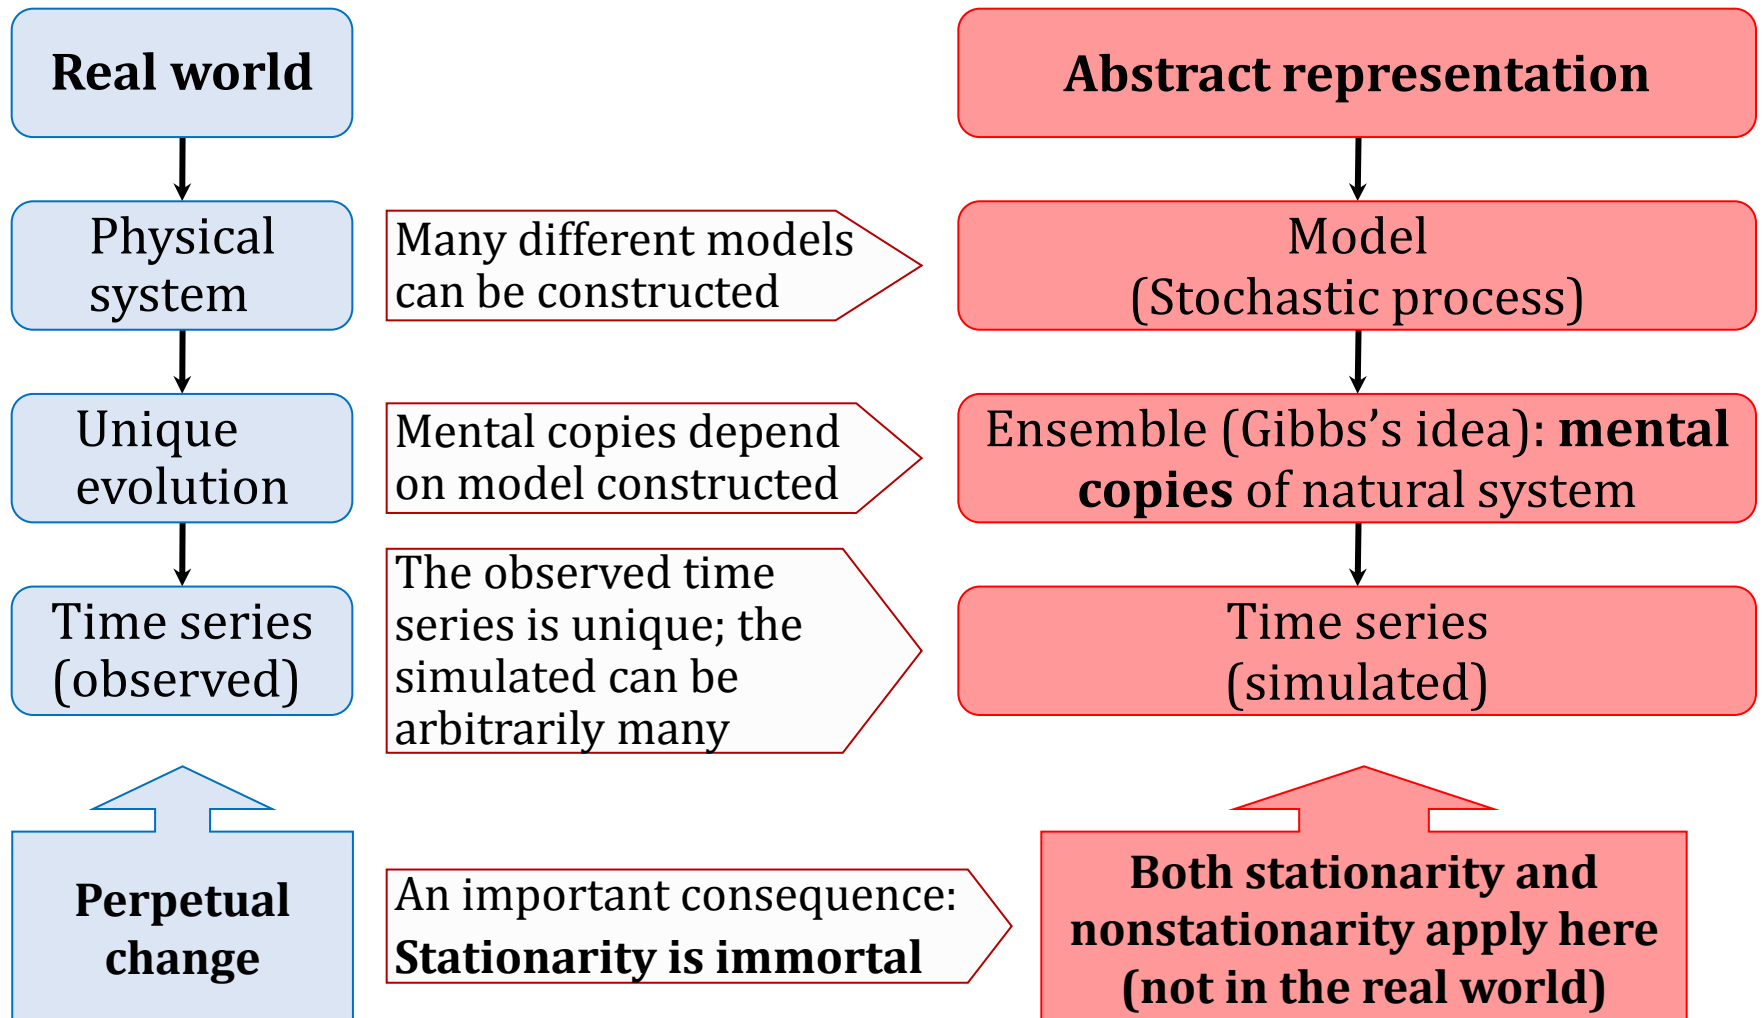 Real world
Abstract representation
Physical
system
Many different models
can be constructed
Model
(Stochastic process)
Unique
evolution
Mental copies depend
on model constructed
Ensemble (Gibbs’s idea): mental
copies of natural system
Time series
(observed)
The observed time
series is unique; the
simulated can be
arbitrarily many
Time series
(simulated)
Perpetual
change
An important consequence:
Stationarity is immortal
Both stationarity and
nonstationarity apply here
(not in the real world)